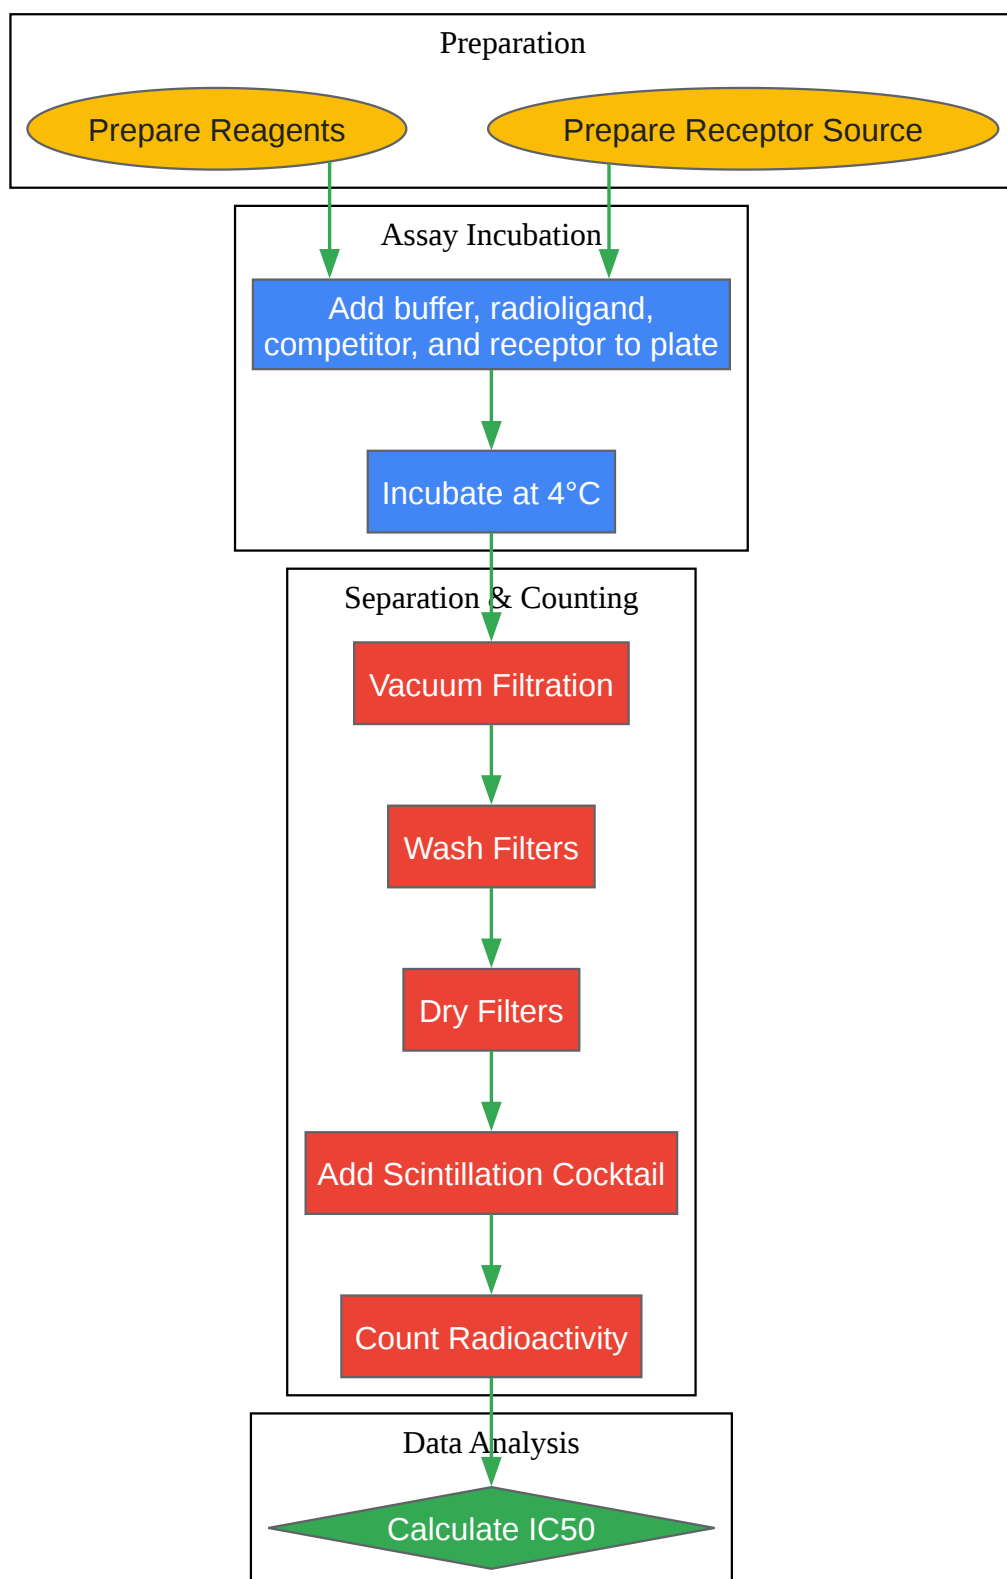 Preparation
Prepare Reagents
Prepare Receptor Source
Assay Incubation
Add buffer, radioligand,
competitor, and receptor to plate
Incubate at 4°C
Separation & Counting
Vacuum Filtration
Wash Filters
Dry Filters
Add Scintillation Cocktail
Count Radioactivity
Data Analysis
Calculate IC50